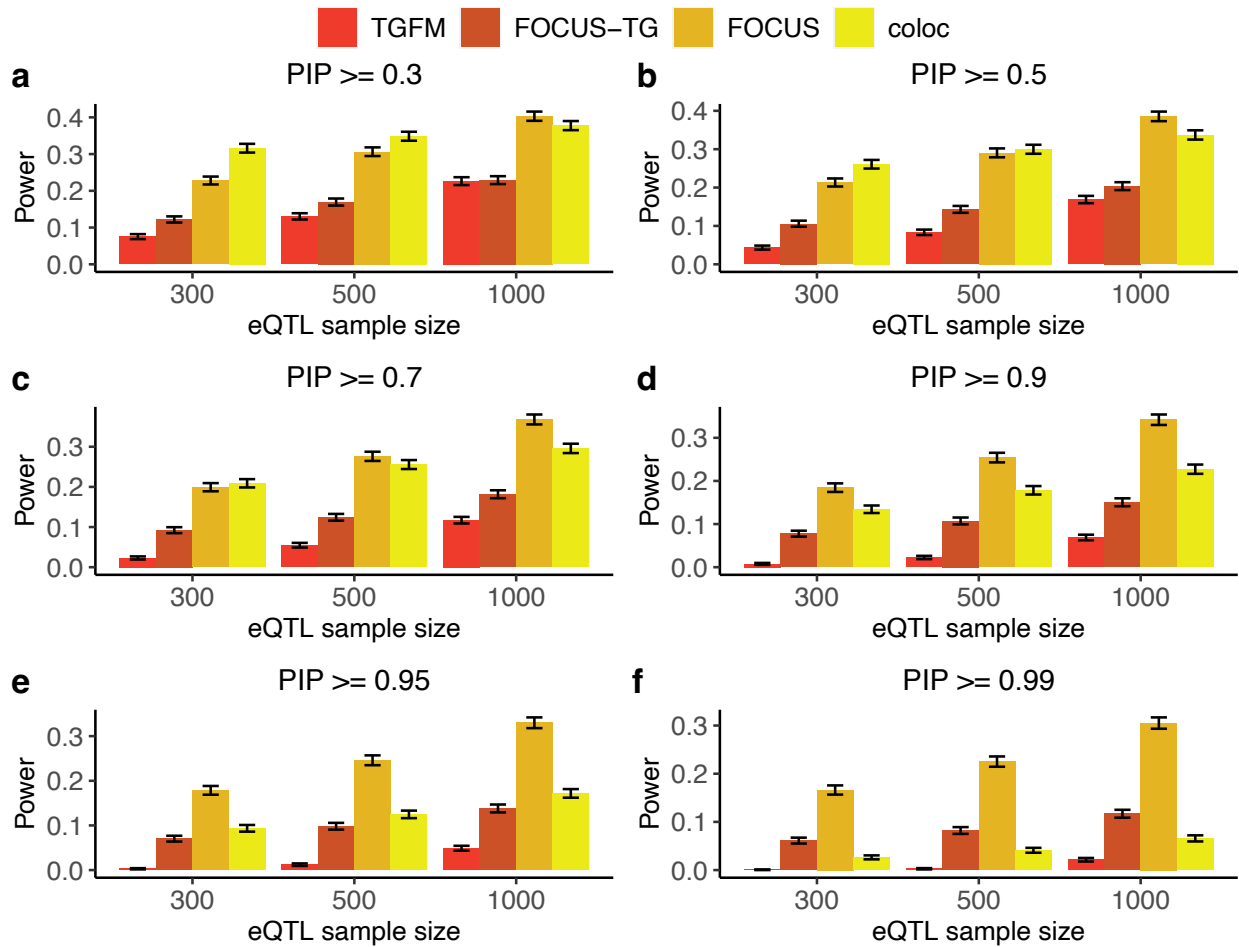 TGFM FOCUS−TG FOCUS coloc
a PIP >= 0.3
Power
0.4
0.3
0.2
0.1
0.0
300 500 1000
eQTL sample size
b PIP >= 0.5
Power
0.4
0.3
0.2
0.1
0.0
300 500 1000
eQTL sample size
c PIP >= 0.7
Power
0.3
0.2
0.1
0.0
300 500 1000
eQTL sample size
d PIP >= 0.9
Power
0.3
0.2
0.1
0.0
300 500 1000
eQTL sample size
e PIP >= 0.95
Power
0.3
0.2
0.1
0.0
300 500 1000
eQTL sample size
f PIP >= 0.99
Power
0.3
0.2
0.1
0.0
300 500 1000
eQTL sample size